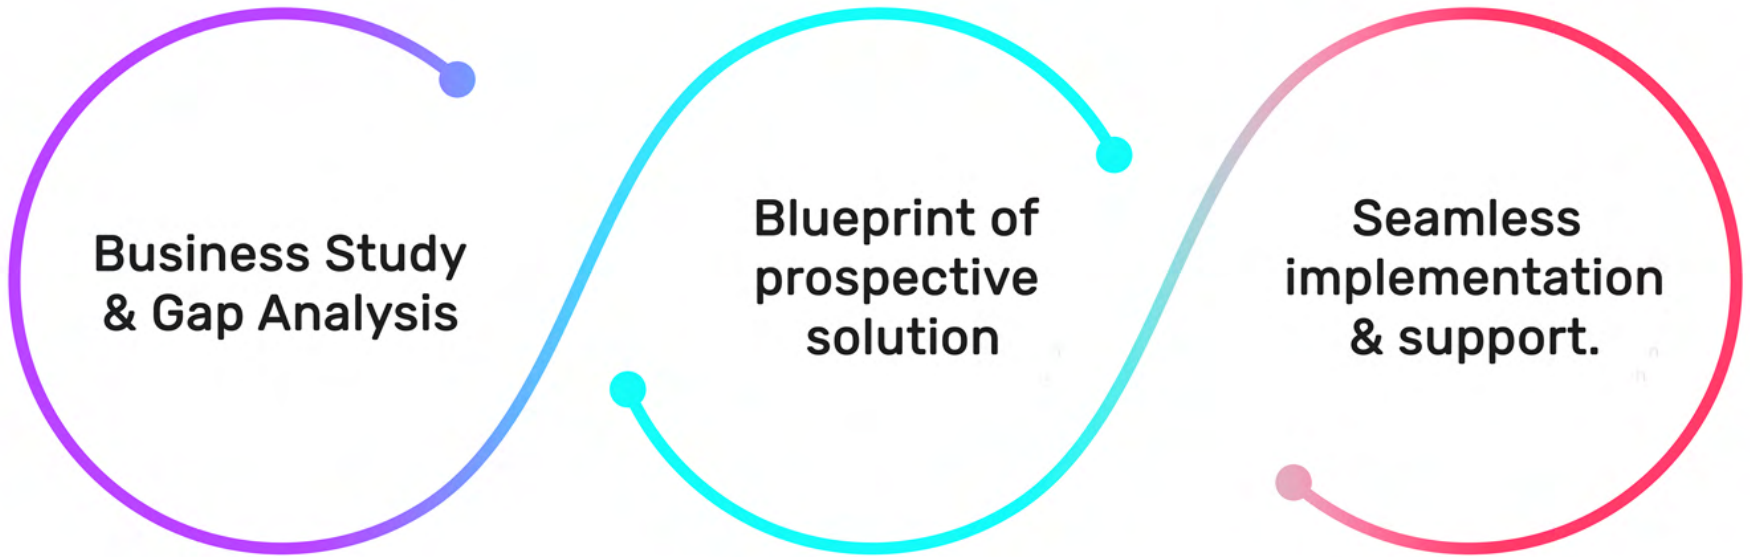 Business Study
& Gap Analysis
Blueprint of
prospective
solution
Seamless
implementation
& support.